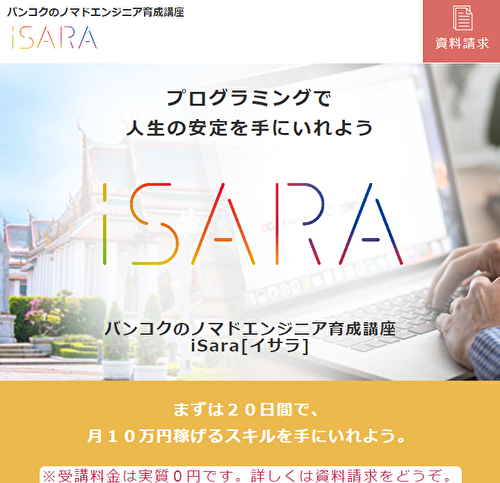 バンコクのノマドエンジニア育成講座
iSARA
資料請求
プログラミングで
人生の安定を手にいれよう
iSARA
バンコクのノマドエンジニア育成講座
iSara[イサラ]
まずは２０日間で、
月１０万円稼げるスキルを手にいれよう。
※受講料金は実質０円です。詳しくは資料請求をどうぞ。